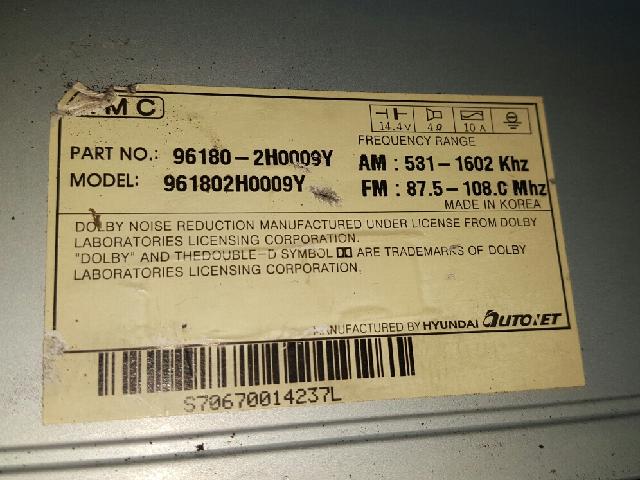 MC
14.4V 4Ω 10A
FREQUENCY RANGE
PART NO.: 96180-2H0009Y AM : 531-1602 Khz
MODEL: 961802H0009Y FM : 87.5-108.0 Mhz
MADE IN KOREA
DOLBY NOISE REDUCTION MANUFACTURED UNDER LICENSE FROM DOLBY
LABORATORIES LICENSING CORPORATION.
"DOLBY" AND THEDOUBLE-D SYMBOL ARE TRADEMARKS OF DOLBY
LABORATORIES LICENSING CORPORATION.
MANUFACTURED BY HYUNDAI AUTONET
S70670014237L